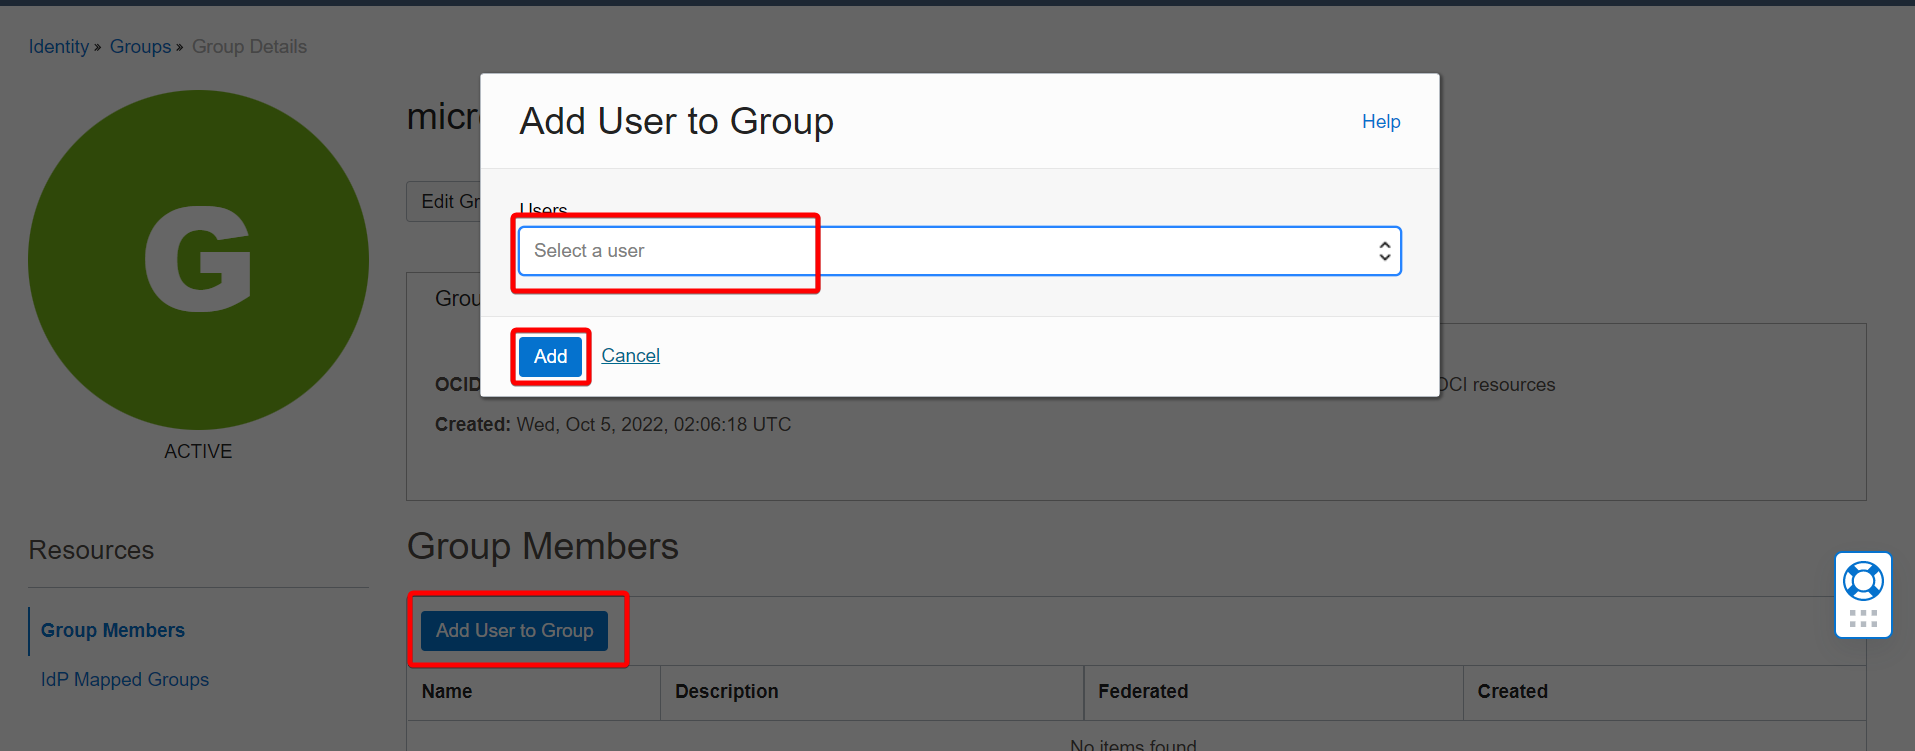 Identity » Groups » Group Details
G
ACTIVE
Resources
Group Members
IdP Mapped Groups
Add User to Group
Help
Users
Select a user
Add Cancel
micr
Edit Gr
Grou
OCID
OCI resources
Created: Wed, Oct 5, 2022, 02:06:18 UTC
Group Members
Add User to Group
Name Description Federated Created
No items found